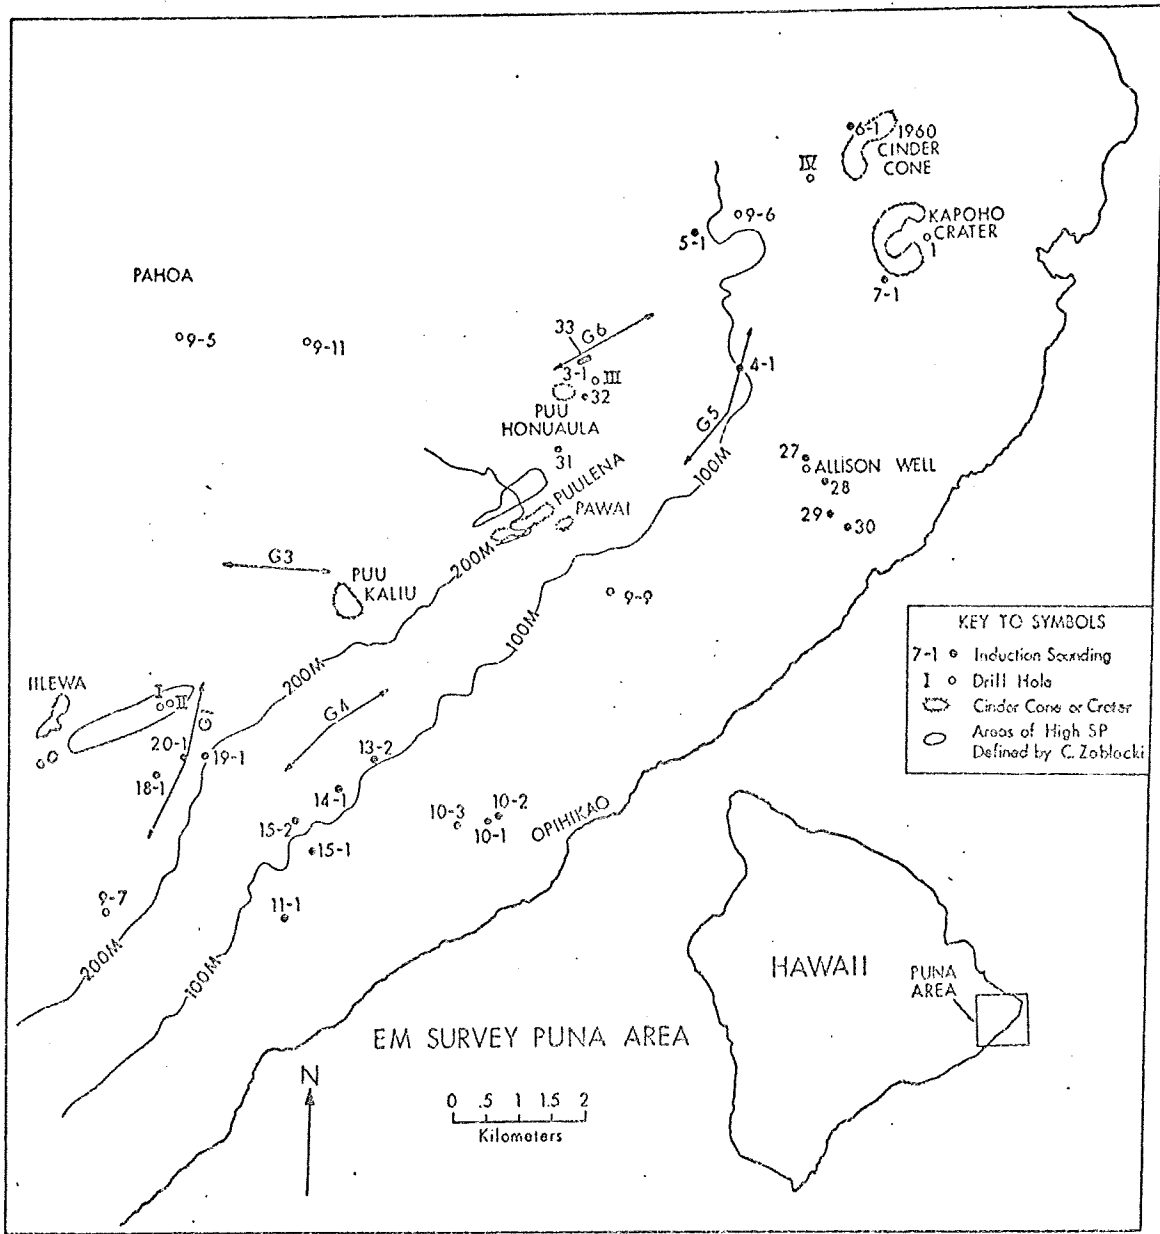 6-1
1960
CINDER
CONE
IV
9-6
KAPOHO
CRATER
1
5-1
7-1
PAHOA
33
G6
9-5
9-11
3-1
III
32
4-1
PUU
HONUAULA
G5
31
PUULENA
100M
27
ALLISON WELL
28
PAWAI
29
30
G3
200M
PUU
KALIU
9-9
100M
KEY TO SYMBOLS
7-1 Induction Sounding
I Drill Hole
Cinder Cone or Crater
Areas of High SP
Defined by C. Zablocki
200M
IILEWA
I
II
G1
G4
20-1
19-1
13-2
18-1
14-1
15-2
10-3
10-2
10-1
OPIHIKAO
15-1
9-7
11-1
200M
100M
HAWAII
PUNA
AREA
EM SURVEY PUNA AREA
N
0 .5 1 1.5 2
Kilometers